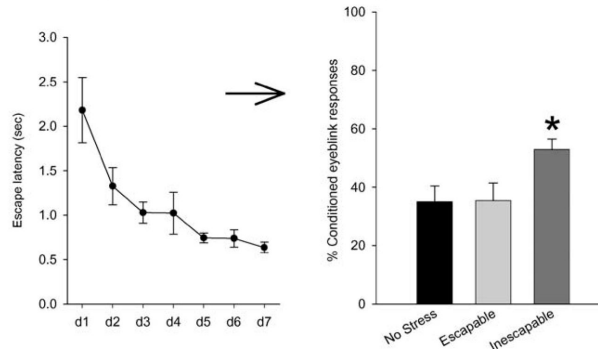 Escape latency (sec)
3.0
2.5
2.0
1.5
1.0
0.5
0.0
d1 d2 d3 d4 d5 d6 d7
% Conditioned eyeblink responses
100
80
60
40
20
0
*
No Stress
Escapable
Inescapable